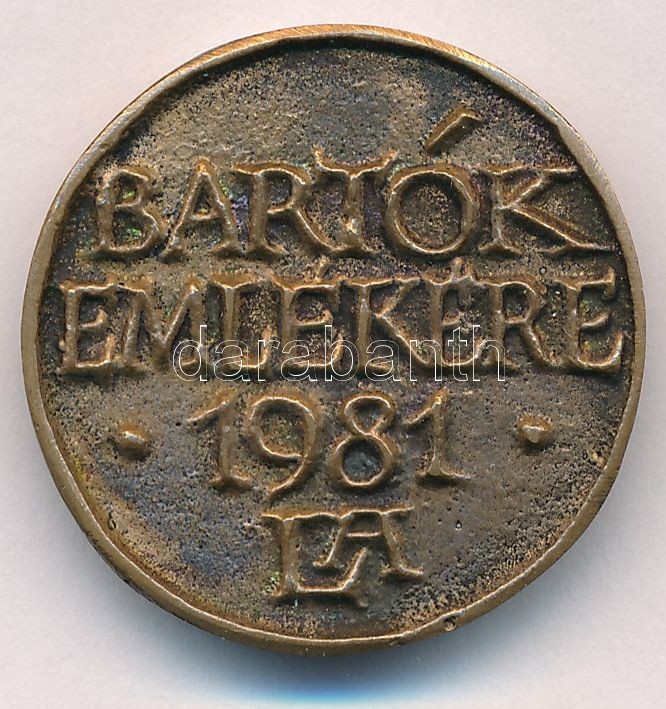 BARTÓK
EMLÉKÉRE
darabanth
· 1981 ·
LA